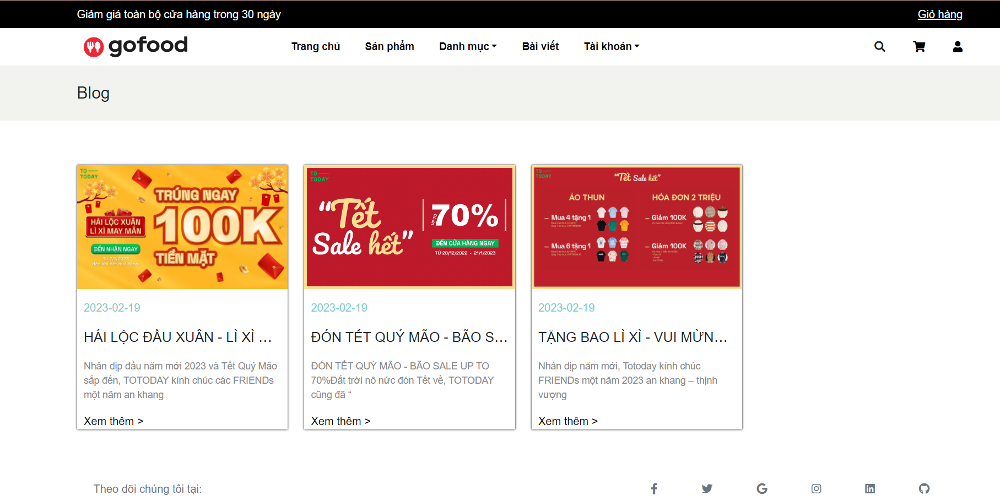 Giảm giá toàn bộ cửa hàng trong 30 ngày
Giỏ hàng
gofood
Trang chủ
Sản phẩm
Danh mục
Bài viết
Tài khoản
Blog
TO
TODAY
TRÚNG NGAY
100K
TIỀN MẶT
HÁI LỘC XUÂN
LÌ XÌ MAY MẮN
ĐẾN NHẬN NGAY
Từ 7/1/2023
đến khi hết quà tặng.
2023-02-19
HÁI LỘC ĐẦU XUÂN - LÌ XÌ ...
Nhân dịp đầu năm mới 2023 và Tết Quý Mão
sắp đến, TOTODAY kính chúc các FRIENDs
một năm an khang
Xem thêm >
TO
TODAY
“Tết
Sale hết”
UP TO
70%
ĐẾN CỬA HÀNG NGAY
TỪ 28/12/2022 - 21/1/2023
2023-02-19
ĐÓN TẾT QUÝ MÃO - BÃO S...
ĐÓN TẾT QUÝ MÃO - BÃO SALE UP TO
70%Đất trời nô nức đón Tết về, TOTODAY
cũng đã “
Xem thêm >
TO
TODAY
“Tết Sale hết”
ÁO THUN
– Mua 4 tặng 1
– Mua 6 tặng 1
HÓA ĐƠN 2 TRIỆU
– Giảm 100K
– Giảm 100K
2023-02-19
TẶNG BAO LÌ XÌ - VUI MỪN...
Nhân dịp năm mới, Totoday kính chúc
FRIENDs một năm 2023 an khang – thịnh
vượng
Xem thêm >
Theo dõi chúng tôi tại: